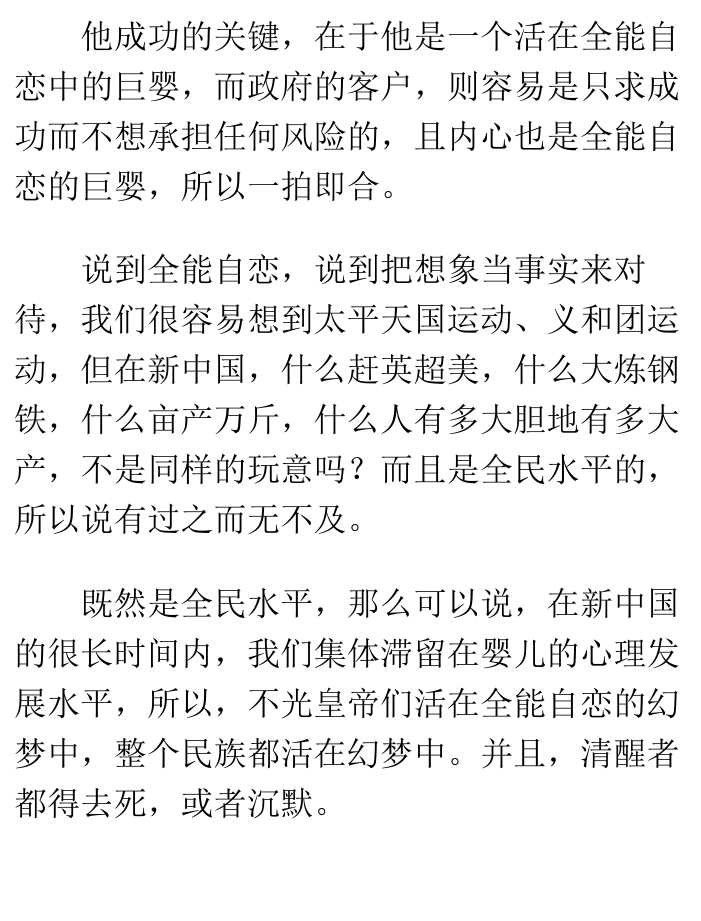 他成功的关键，在于他是一个活在全能自
恋中的巨婴，而政府的客户，则容易是只求成
功而不想承担任何风险的，且内心也是全能自
恋的巨婴，所以一拍即合。
说到全能自恋，说到把想象当事实来对
待，我们很容易想到太平天国运动、义和团运
动，但在新中国，什么赶英超美，什么大炼钢
铁，什么亩产万斤，什么人有多大胆地有多大
产，不是同样的玩意吗？而且是全民水平的，
所以说有过之而无不及。
既然是全民水平，那么可以说，在新中国
的很长时间内，我们集体滞留在婴儿的心理发
展水平，所以，不光皇帝们活在全能自恋的幻
梦中，整个民族都活在幻梦中。并且，清醒者
都得去死，或者沉默。